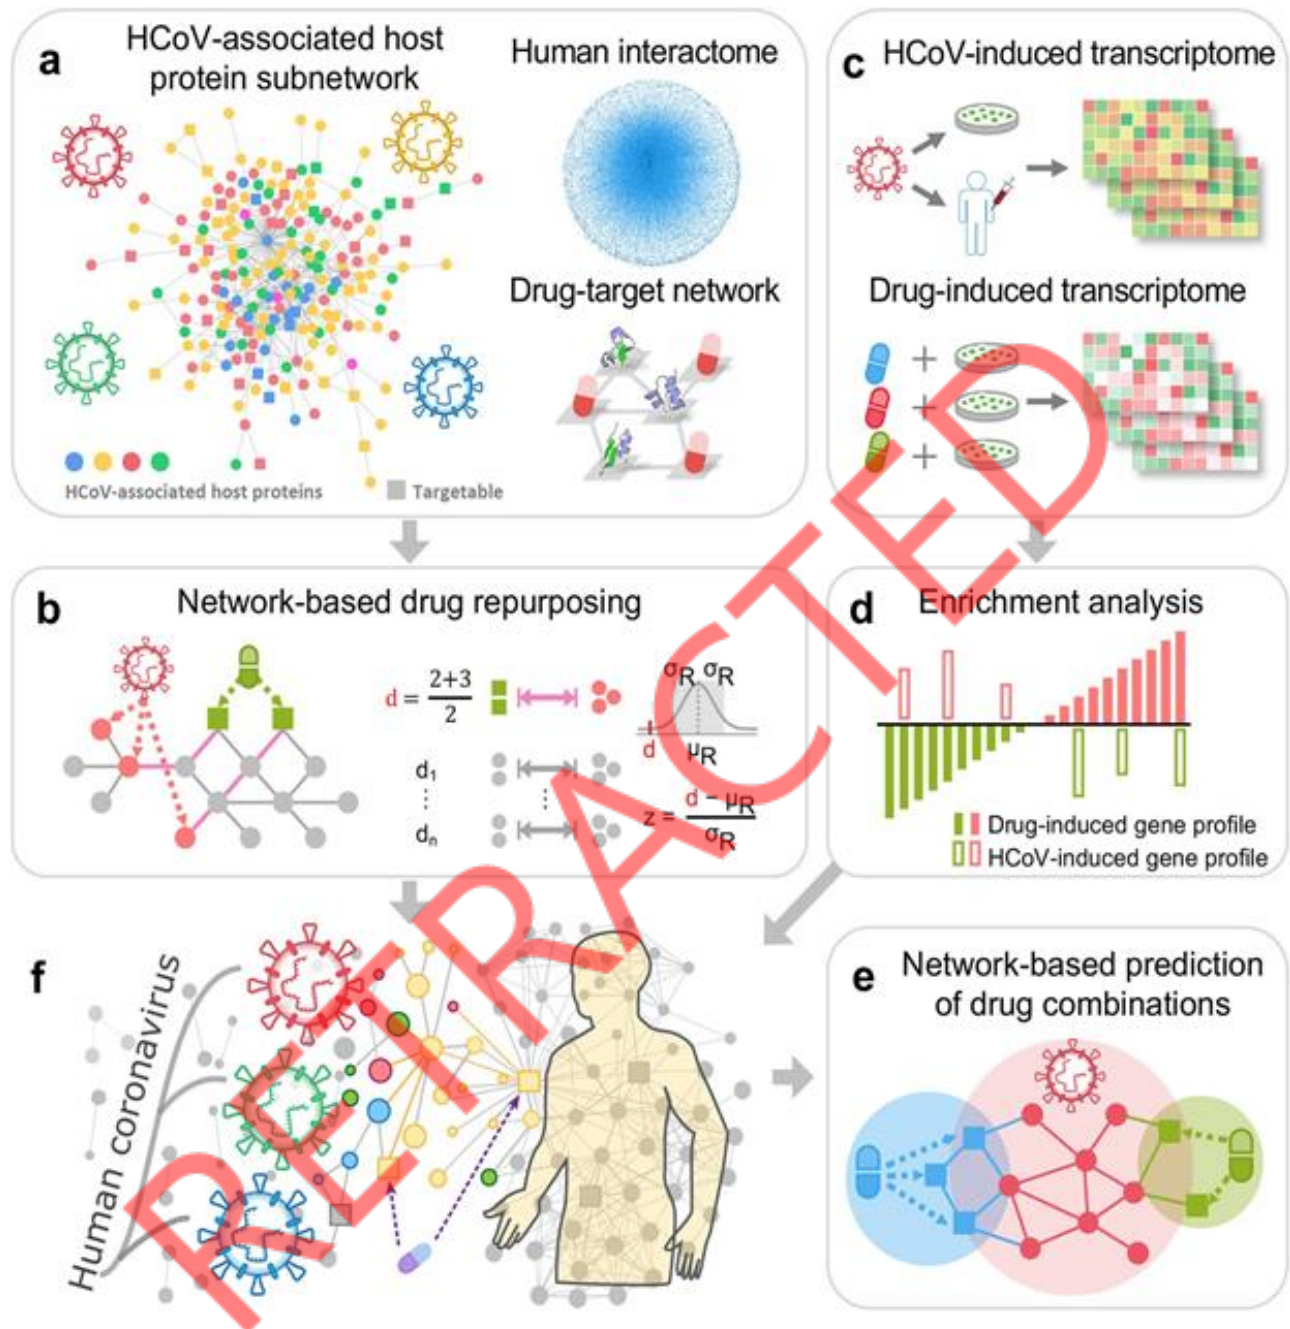 a
HCoV-associated host
protein subnetwork
Human interactome
Drug-target network
HCoV-associated host proteins
Targetable
c
HCoV-induced transcriptome
Drug-induced transcriptome
+
+
+
b
Network-based drug repurposing
d = 2+3
2
d₁
dₙ
σR σR
d
μR
z = d − μR
σR
d
Enrichment analysis
Drug-induced gene profile
HCoV-induced gene profile
f
Human coronavirus
e
Network-based prediction
of drug combinations
RETRACTED